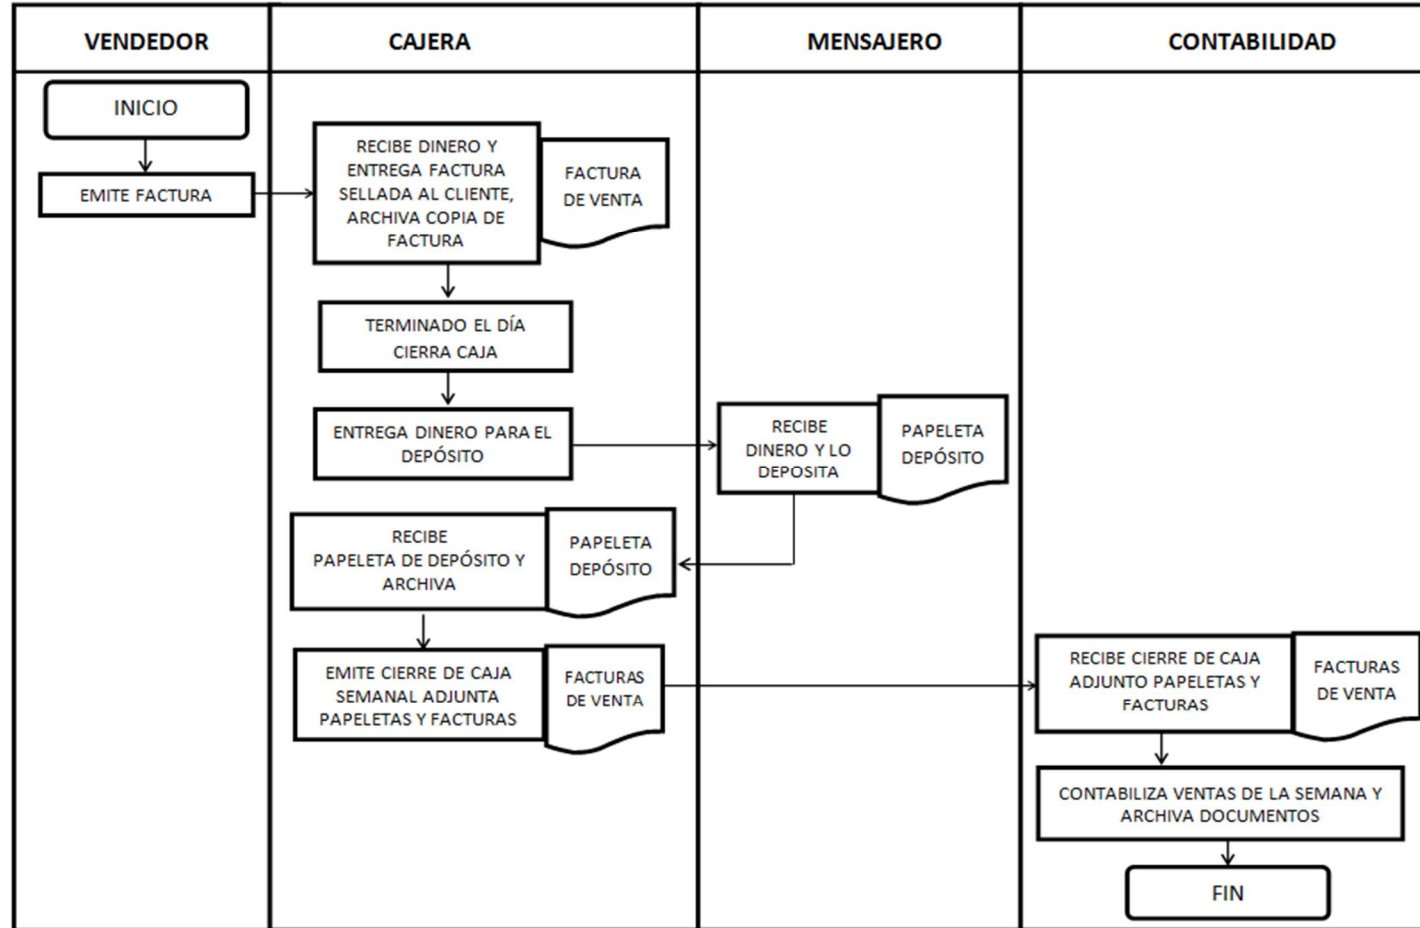 VENDEDOR
CAJERA
MENSAJERO
CONTABILIDAD
INICIO
EMITE FACTURA
RECIBE DINERO Y
ENTREGA FACTURA
SELLADA AL CLIENTE,
ARCHIVA COPIA DE
FACTURA
FACTURA
DE VENTA
TERMINADO EL DÍA
CIERRA CAJA
ENTREGA DINERO PARA EL
DEPÓSITO
RECIBE
DINERO Y LO
DEPOSITA
PAPELETA
DEPÓSITO
RECIBE
PAPELETA DE DEPÓSITO Y
ARCHIVA
PAPELETA
DEPÓSITO
EMITE CIERRE DE CAJA
SEMANAL ADJUNTA
PAPELETAS Y FACTURAS
FACTURAS
DE VENTA
RECIBE CIERRE DE CAJA
ADJUNTO PAPELETAS Y
FACTURAS
FACTURAS
DE VENTA
CONTABILIZA VENTAS DE LA SEMANA Y
ARCHIVA DOCUMENTOS
FIN